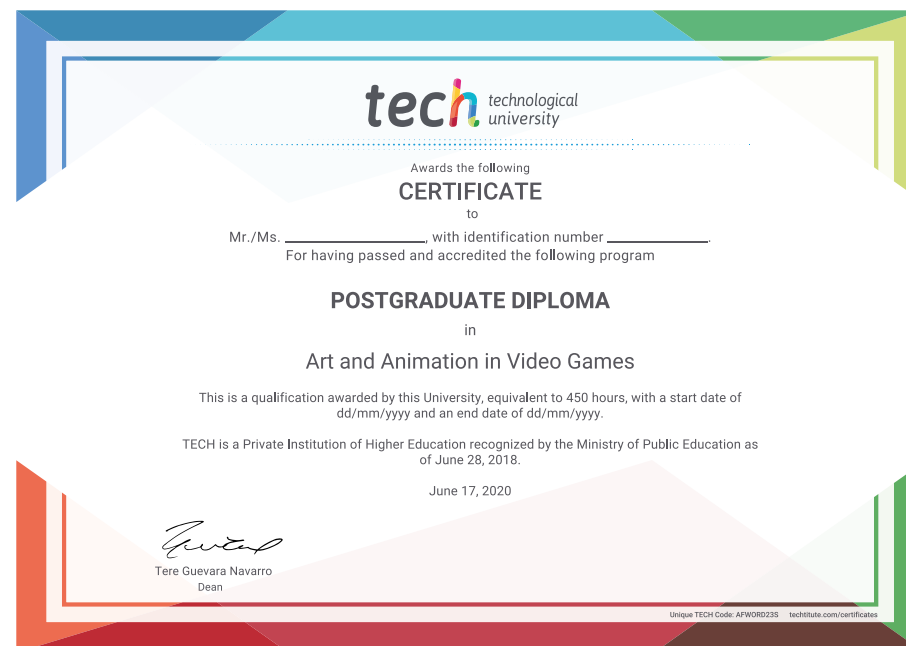 tech technological
university
Awards the following
CERTIFICATE
to
Mr./Ms. ____________________, with identification number ______________.
For having passed and accredited the following program
POSTGRADUATE DIPLOMA
in
Art and Animation in Video Games
This is a qualification awarded by this University, equivalent to 450 hours, with a start date of
dd/mm/yyyy and an end date of dd/mm/yyyy.
TECH is a Private Institution of Higher Education recognized by the Ministry of Public Education as
of June 28, 2018.
June 17, 2020
Tere Guevara Navarro
Dean
Unique TECH Code: AFWORD23S techtitute.com/certificates